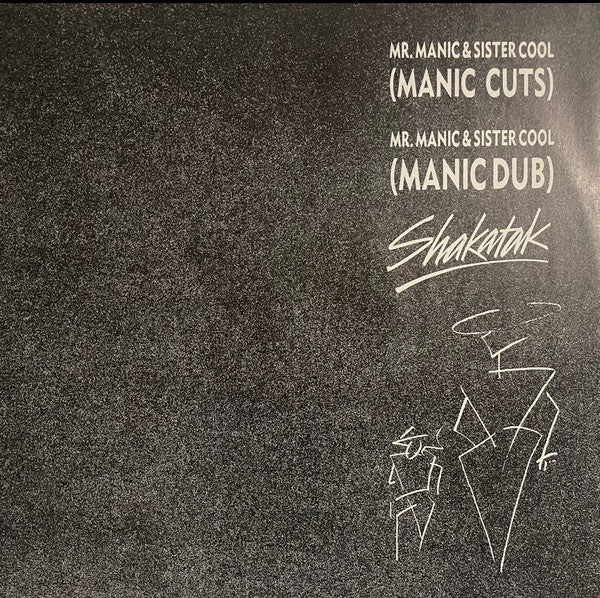 MR. MANIC & SISTER COOL
(MANIC CUTS)
MR. MANIC & SISTER COOL
(MANIC DUB)
Shakatak